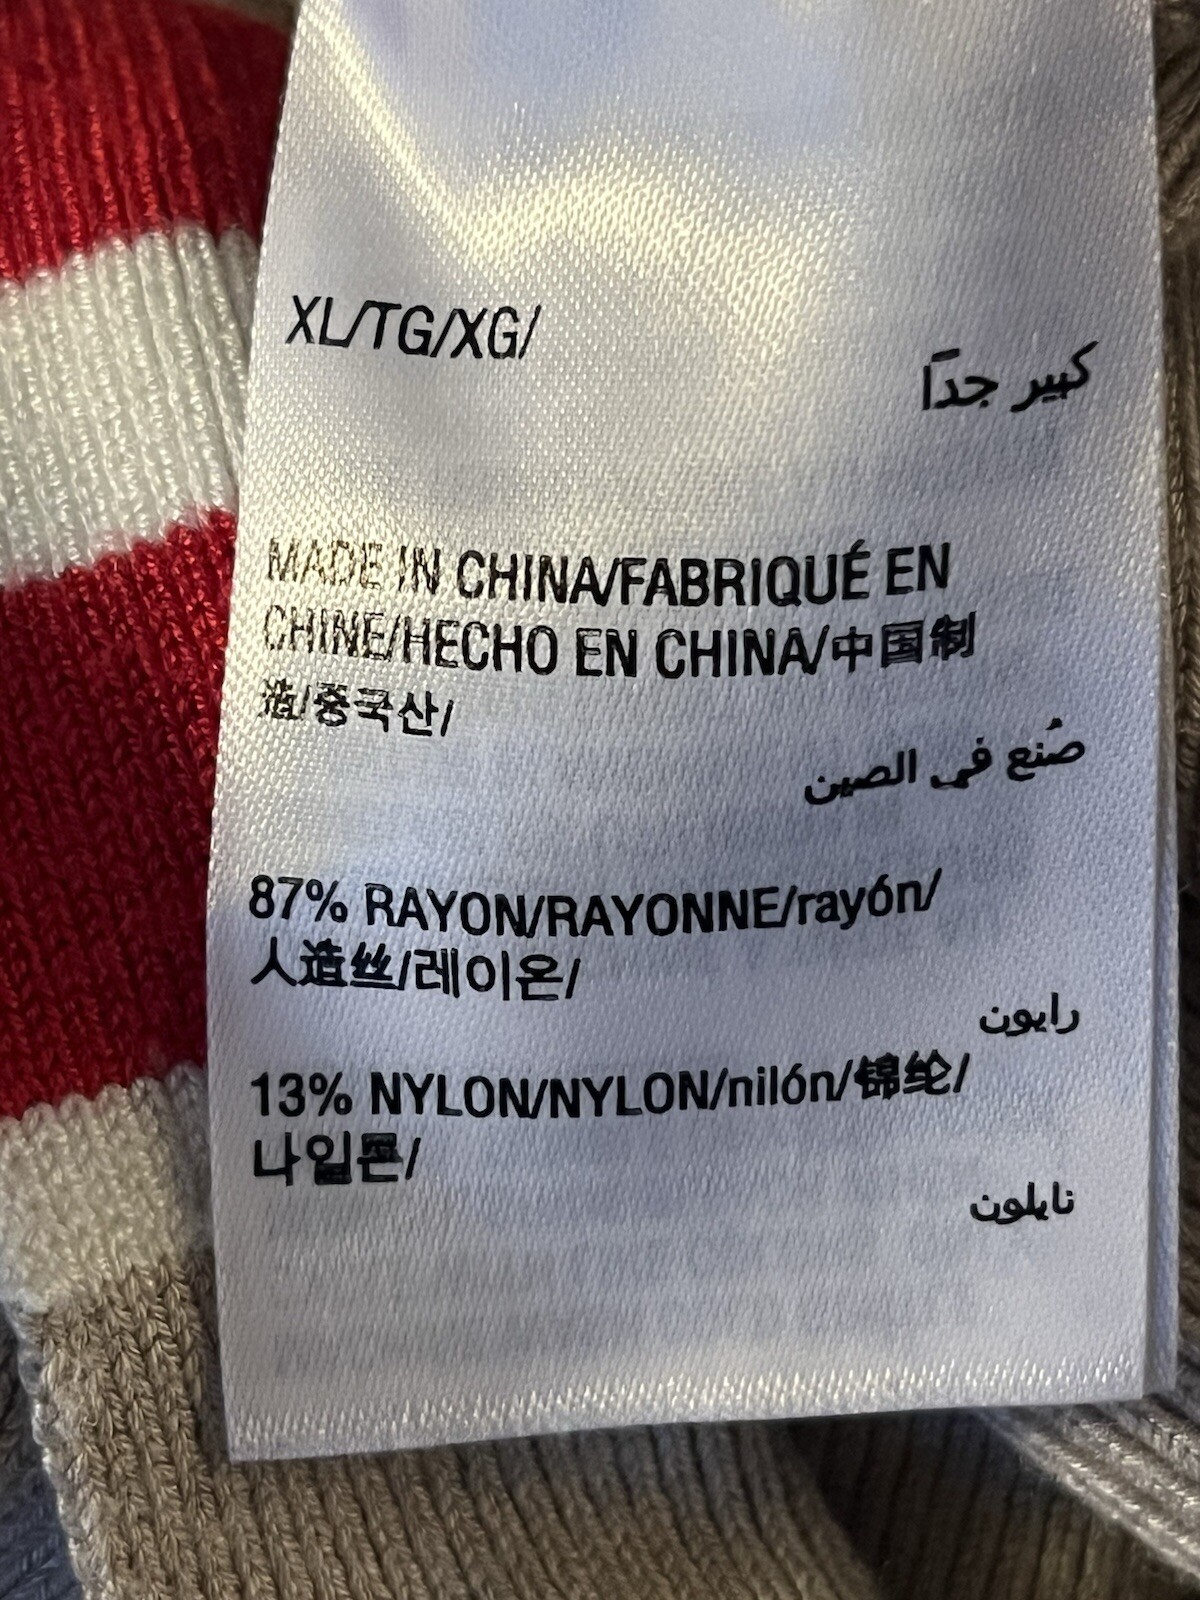 XL/TG/XG/
كبير جدًا
MADE IN CHINA/FABRIQUÉ EN
CHINE/HECHO EN CHINA/中国制
造/중국산/
صُنع في الصين
87% RAYON/RAYONNE/rayón/
人造丝/레이온/
رايون
13% NYLON/NYLON/nilón/锦纶/
나일론/
نايلون